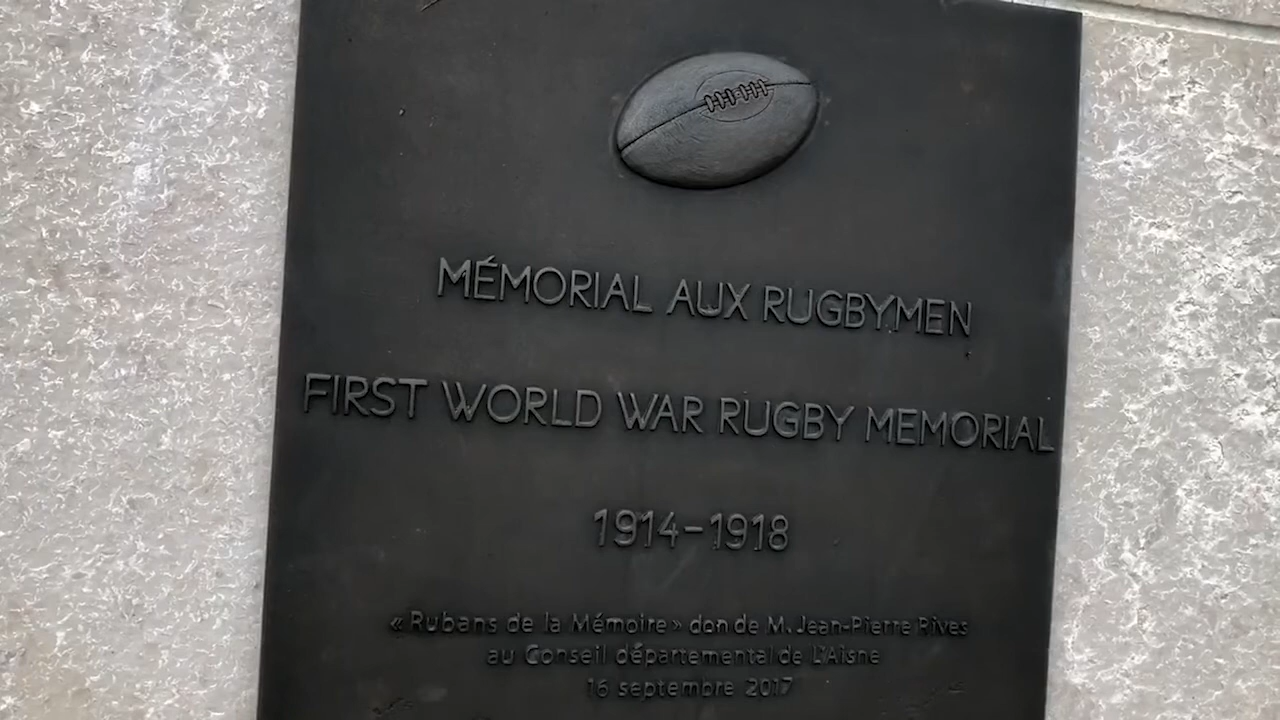 MÉMORIAL AUX RUGBYMEN
FIRST WORLD WAR RUGBY MEMORIAL
1914-1918
« Rubans de la Mémoire » don de M. Jean-Pierre Rives
au Conseil départemental de L'Aisne
16 septembre 2017